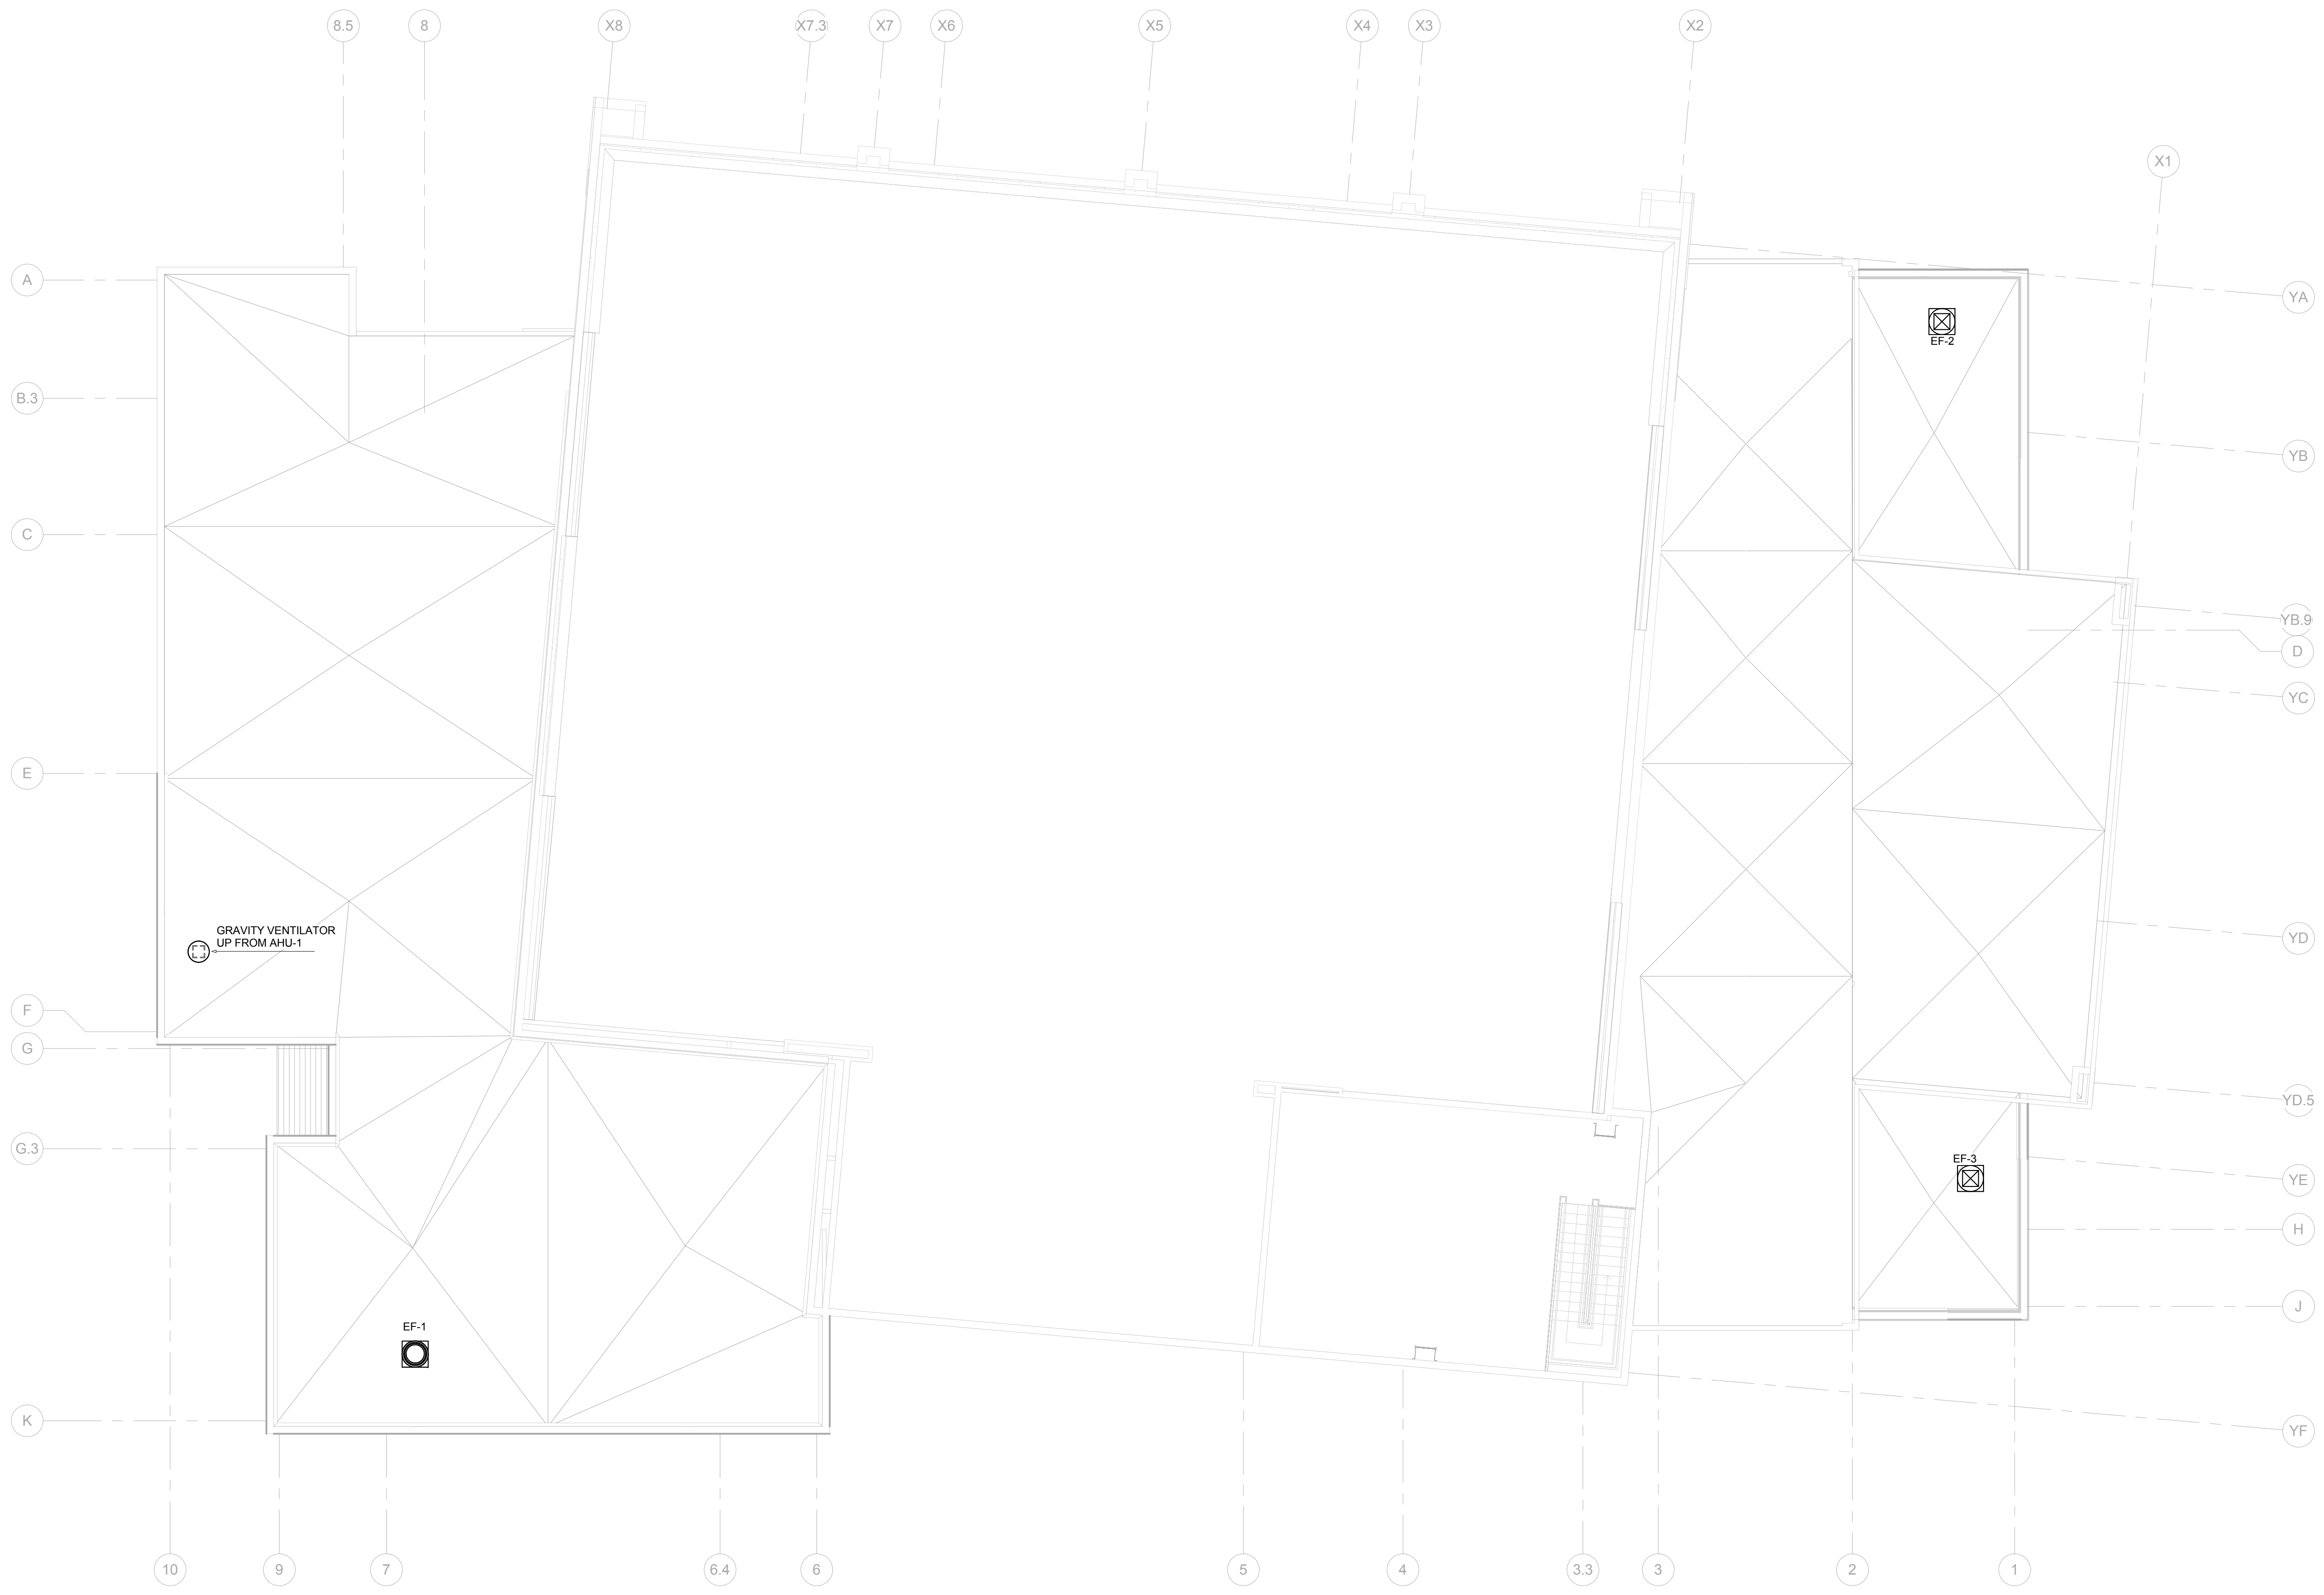 8.5
8
X8
X7.3
X7
X6
X5
X4
X3
X2
X1
A
YA
EF-2
B.3
YB
C
YB.9
D
YC
E
GRAVITY VENTILATOR
UP FROM AHU-1
YD
F
G
YD.5
G.3
EF-3
YE
H
J
EF-1
K
YF
10
9
7
6.4
6
5
4
3.3
3
2
1